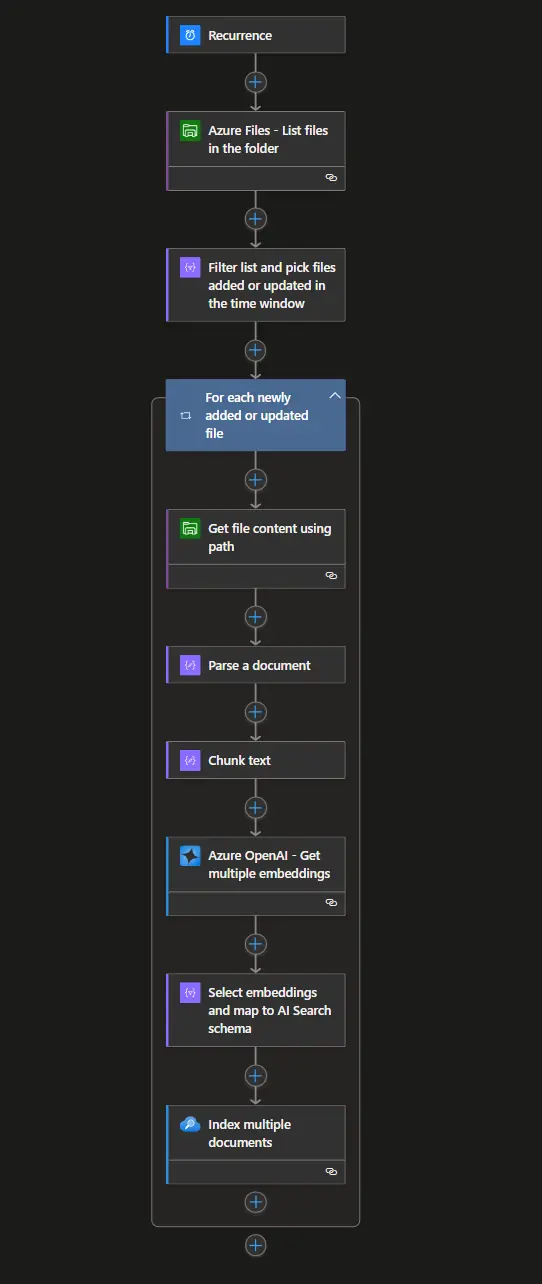 Recurrence
Azure Files - List files
in the folder
Filter list and pick files
added or updated in
the time window
For each newly
added or updated
file
Get file content using
path
Parse a document
Chunk text
Azure OpenAI - Get
multiple embeddings
Select embeddings
and map to AI Search
schema
Index multiple
documents